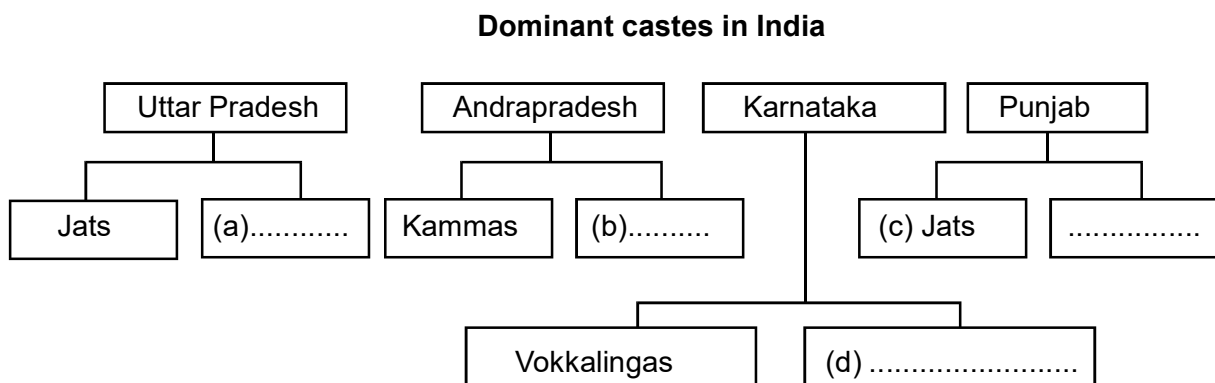 Dominant castes in India
Uttar Pradesh
Andrapradesh
Karnataka
Punjab
Jats
(a)............
Kammas
(b)..........
(c) Jats
................
Vokkalingas
(d) .........................